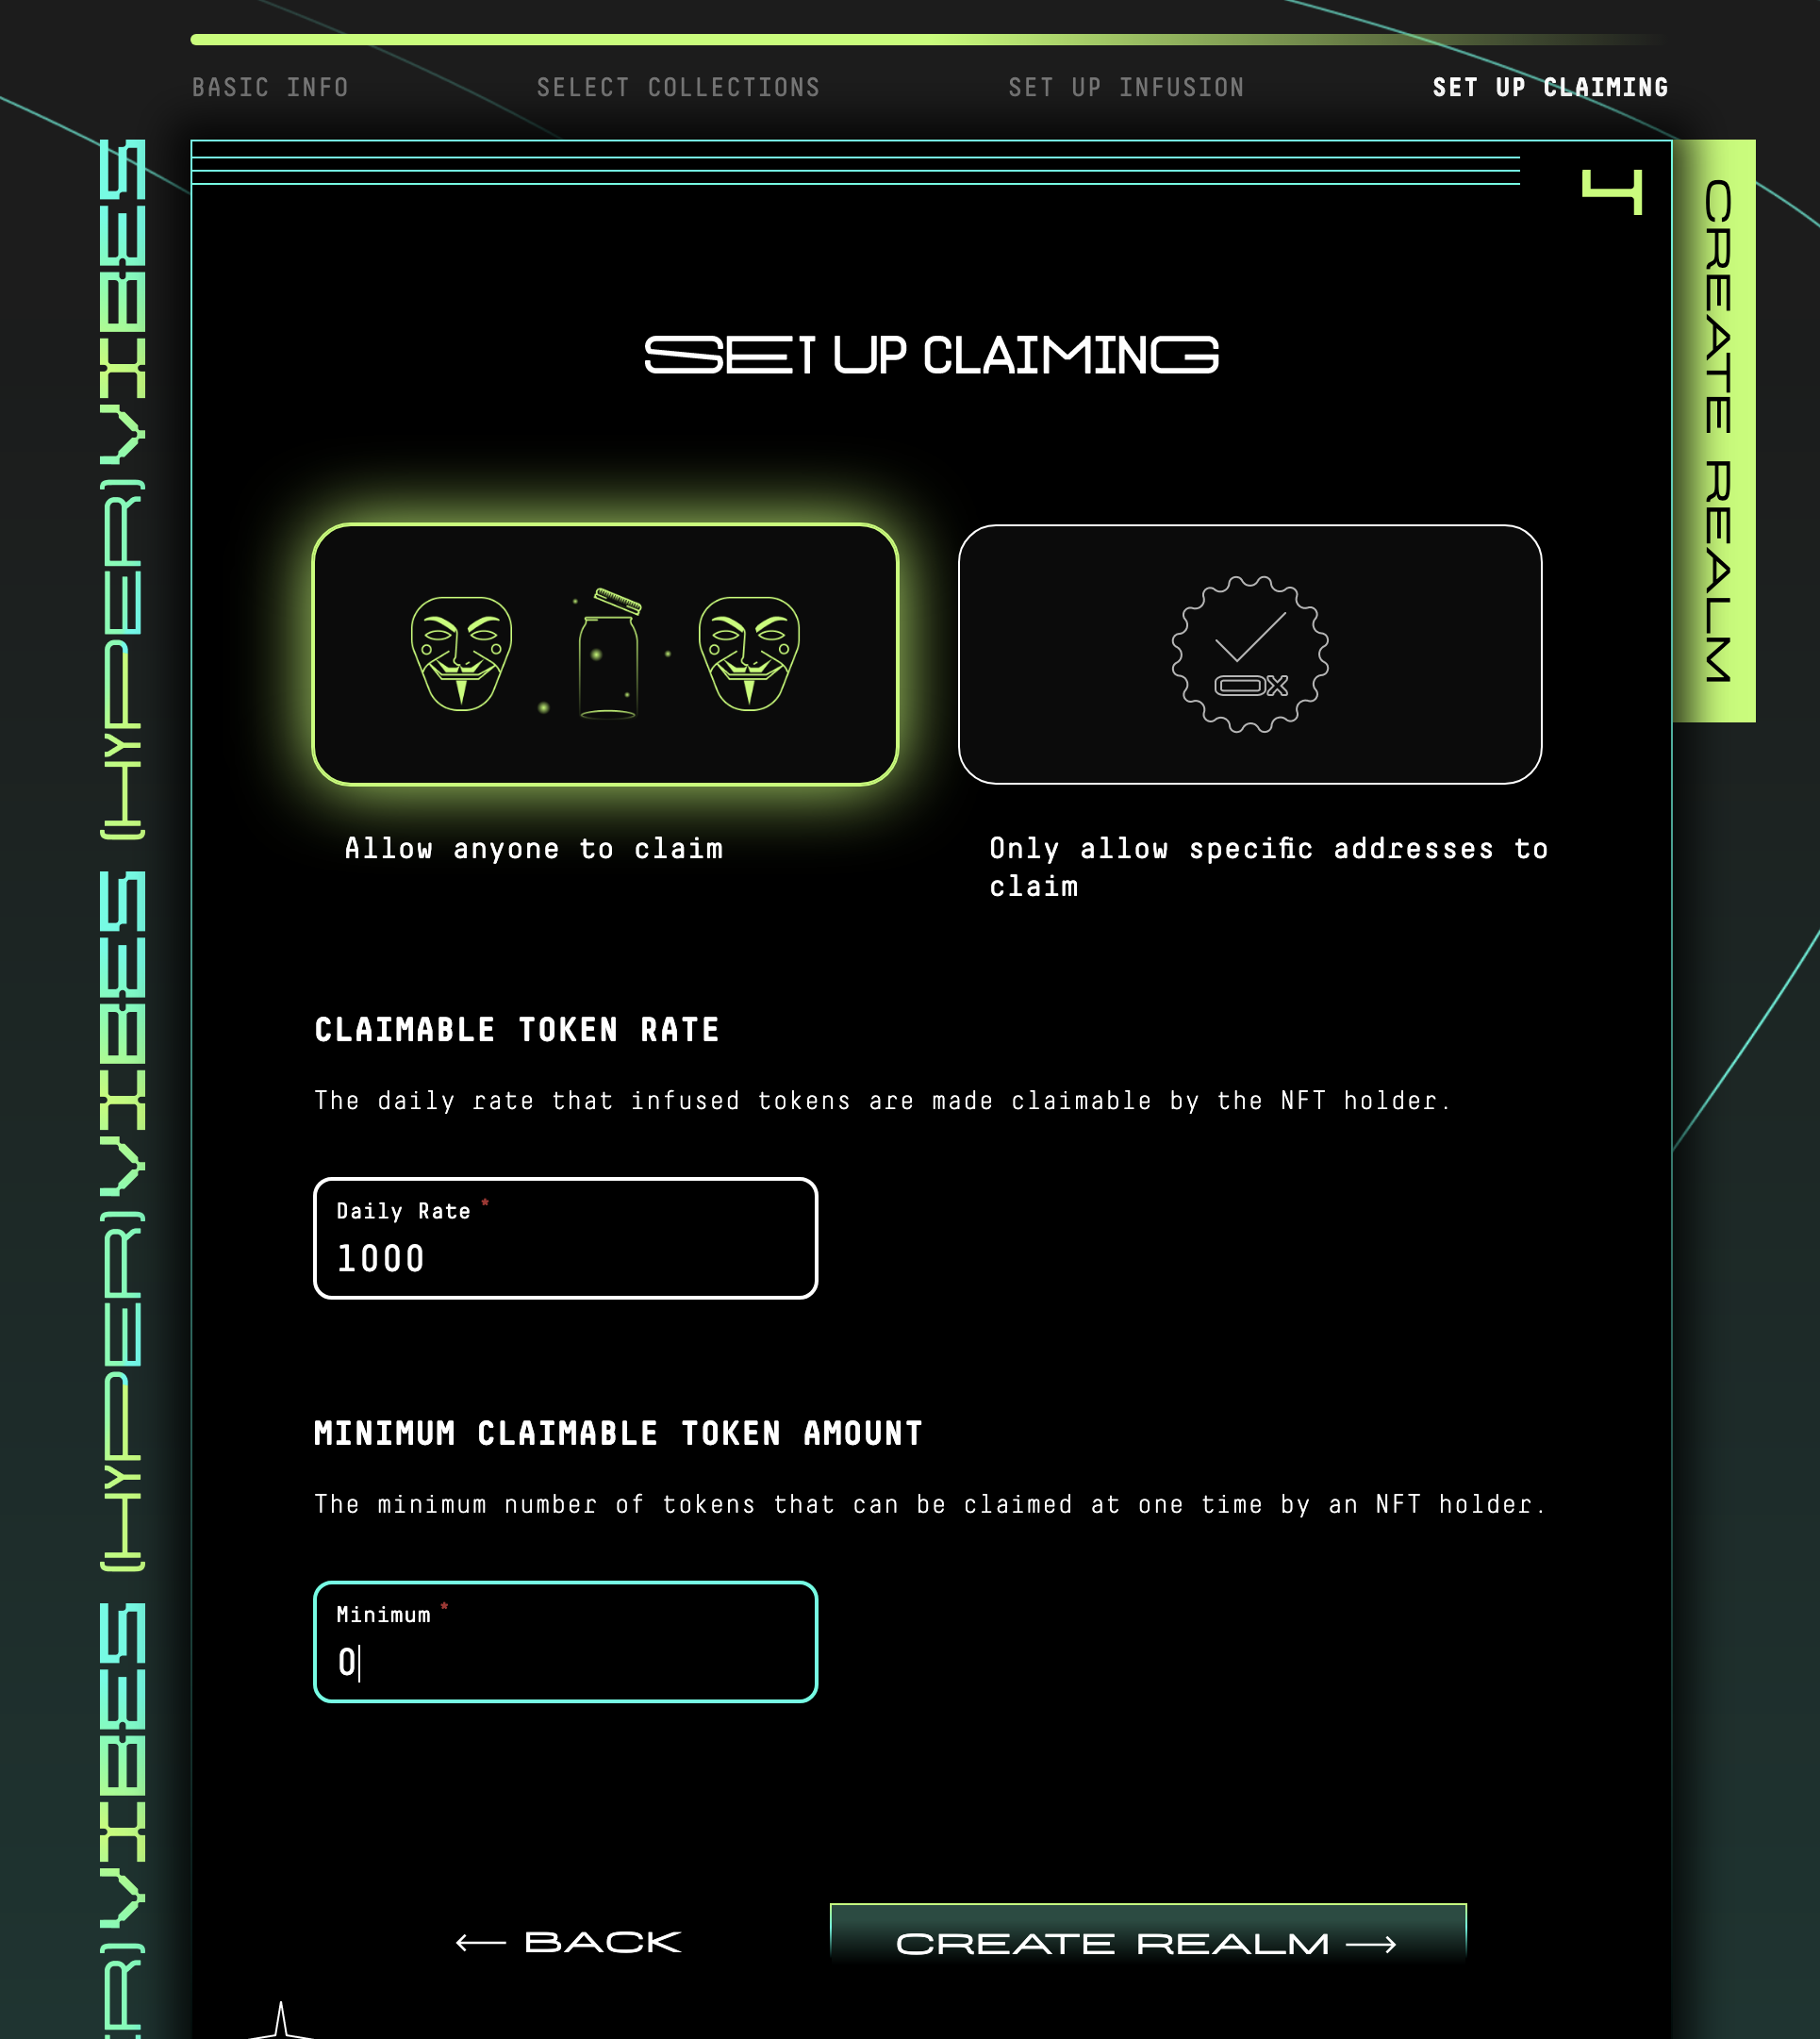 BASIC INFO
SELECT COLLECTIONS
SET UP INFUSION
SET UP CLAIMING
(HYPER) VIBES (HYPER) VIBES (HYPER) VIBES
4
CREATE REALM
SET UP CLAIMING
0X
Allow anyone to claim
Only allow specific addresses to
claim
CLAIMABLE TOKEN RATE
The daily rate that infused tokens are made claimable by the NFT holder.
Daily Rate *
1000
MINIMUM CLAIMABLE TOKEN AMOUNT
The minimum number of tokens that can be claimed at one time by an NFT holder.
Minimum *
0
← BACK
CREATE REALM →